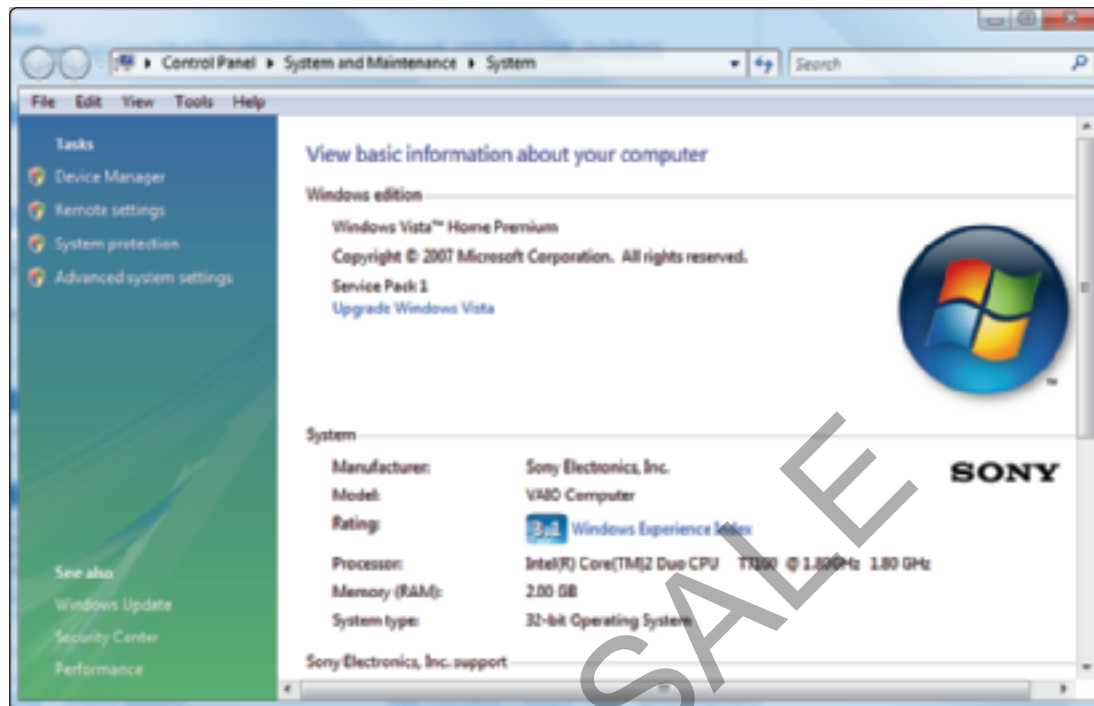 Control Panel ▸ System and Maintenance ▸ System
Search
File Edit View Tools Help
Tasks
Device Manager
Remote settings
System protection
Advanced system settings
See also
Windows Update
Security Center
Performance
View basic information about your computer
Windows edition
Windows Vista™ Home Premium
Copyright © 2007 Microsoft Corporation. All rights reserved.
Service Pack 1
Upgrade Windows Vista
TM
System
SONY
Manufacturer: Sony Electronics, Inc.
Model: VAIO Computer
Rating: Windows Experience Index
Processor: Intel(R) Core(TM)2 Duo CPU @ 1.80GHz 1.80 GHz
Memory (RAM): 2.00 GB
System type: 32-bit Operating System
Sony Electronics, Inc. support
SALE